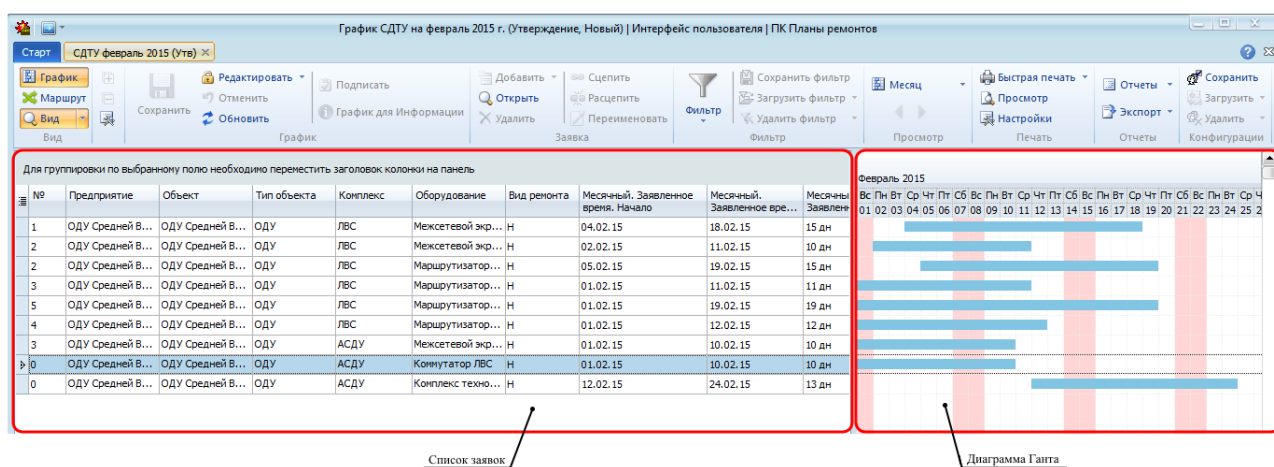 График СДТУ на февраль 2015 г. (Утверждение, Новый) | Интерфейс пользователя | ПК Планы ремонтов
Старт СДТУ февраль 2015 (Утв)
График Редактировать Добавить Сцепить Сохранить фильтр Месяц Быстрая печать Отчеты Сохранить
Маршрут Сохранить Отменить Подписать Открыть Расцепить Фильтр Загрузить фильтр Просмотр Экспорт Загрузить
Вид Обновить График для Информации Удалить Переименовать Удалить фильтр Настройки Удалить
Вид График Заявка Фильтр Просмотр Печать Отчеты Конфигурации
Для группировки по выбранному полю необходимо переместить заголовок колонки на панель
Февраль 2015
№ Предприятие Объект Тип объекта Комплекс Оборудование Вид ремонта Месячный. Заявленное время. Начало Месячный. Заявленное вре... Месячны Заявленн
Вс Пн Вт Ср Чт Пт Сб Вс Пн Вт Ср Чт Пт Сб Вс Пн Вт Ср Чт Пт Сб Вс Пн Вт Ср
01 02 03 04 05 06 07 08 09 10 11 12 13 14 15 16 17 18 19 20 21 22 23 24 25
1 ОДУ Средней В... ОДУ Средней В... ОДУ ЛВС Межсетевой экр... Н 04.02.15 18.02.15 15 дн
2 ОДУ Средней В... ОДУ Средней В... ОДУ ЛВС Межсетевой экр... Н 02.02.15 11.02.15 10 дн
2 ОДУ Средней В... ОДУ Средней В... ОДУ ЛВС Маршрутизатор... Н 05.02.15 19.02.15 15 дн
3 ОДУ Средней В... ОДУ Средней В... ОДУ ЛВС Маршрутизатор... Н 01.02.15 11.02.15 11 дн
5 ОДУ Средней В... ОДУ Средней В... ОДУ ЛВС Маршрутизатор... Н 01.02.15 19.02.15 19 дн
4 ОДУ Средней В... ОДУ Средней В... ОДУ ЛВС Маршрутизатор... Н 01.02.15 12.02.15 12 дн
3 ОДУ Средней В... ОДУ Средней В... ОДУ АСДУ Межсетевой экр... Н 01.02.15 10.02.15 10 дн
0 ОДУ Средней В... ОДУ Средней В... ОДУ АСДУ Коммутатор ЛВС Н 01.02.15 10.02.15 10 дн
0 ОДУ Средней В... ОДУ Средней В... ОДУ АСДУ Комплекс техно... Н 12.02.15 24.02.15 13 дн
Список заявок Диаграмма Ганта